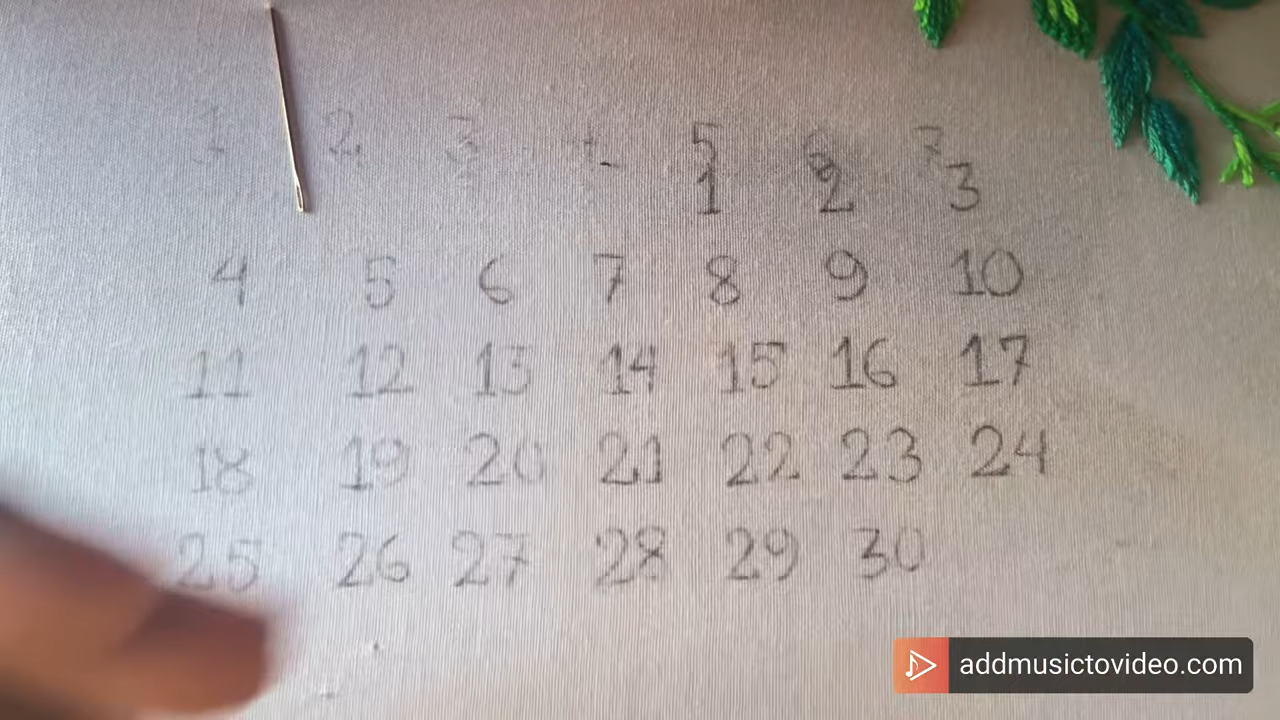 1 2 3 4 5 6 7
1 2 3
4 5 6 7 8 9 10
11 12 13 14 15 16 17
18 19 20 21 22 23 24
25 26 27 28 29 30
addmusictovideo.com